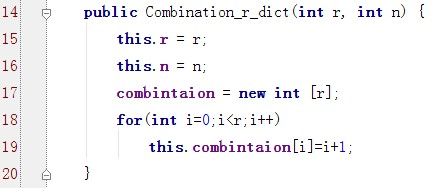 14 public Combination_r_dict(int r, int n) {
15 this.r = r;
16 this.n = n;
17 combintaion = new int [r];
18 for(int i=0;i<r;i++)
19 this.combintaion[i]=i+1;
20 }